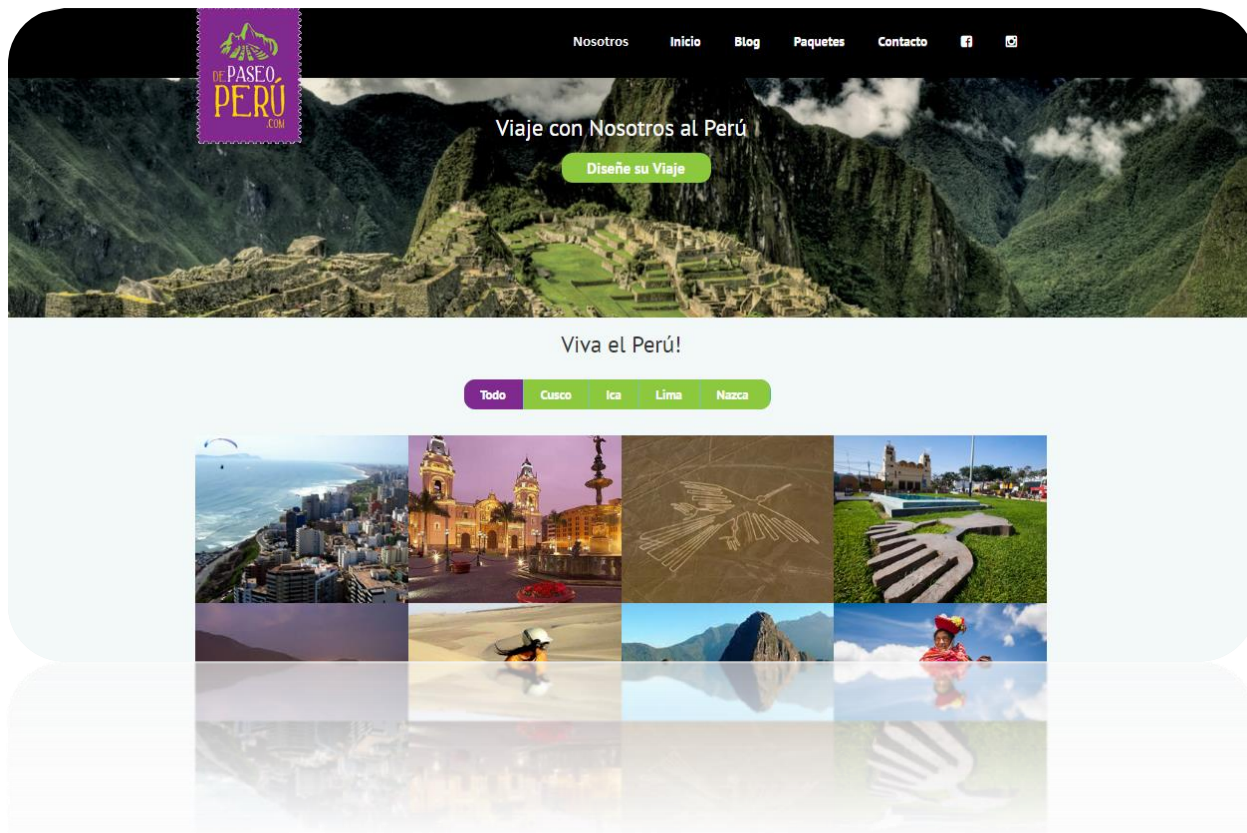 DE PASEO
PERÚ
.COM
Nosotros Inicio Blog Paquetes Contacto
Viaje con Nosotros al Perú
Diseñe su Viaje
Viva el Perú!
Todo Cusco Ica Lima Nazca